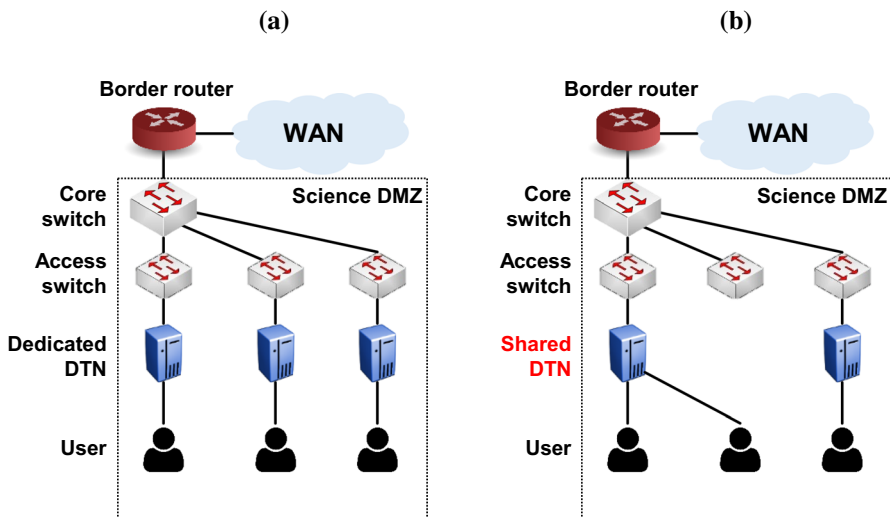 (a)
Border router
WAN
Core
switch
Science DMZ
Access
switch
Dedicated
DTN
User
(b)
Border router
WAN
Core
switch
Science DMZ
Access
switch
Shared
DTN
User